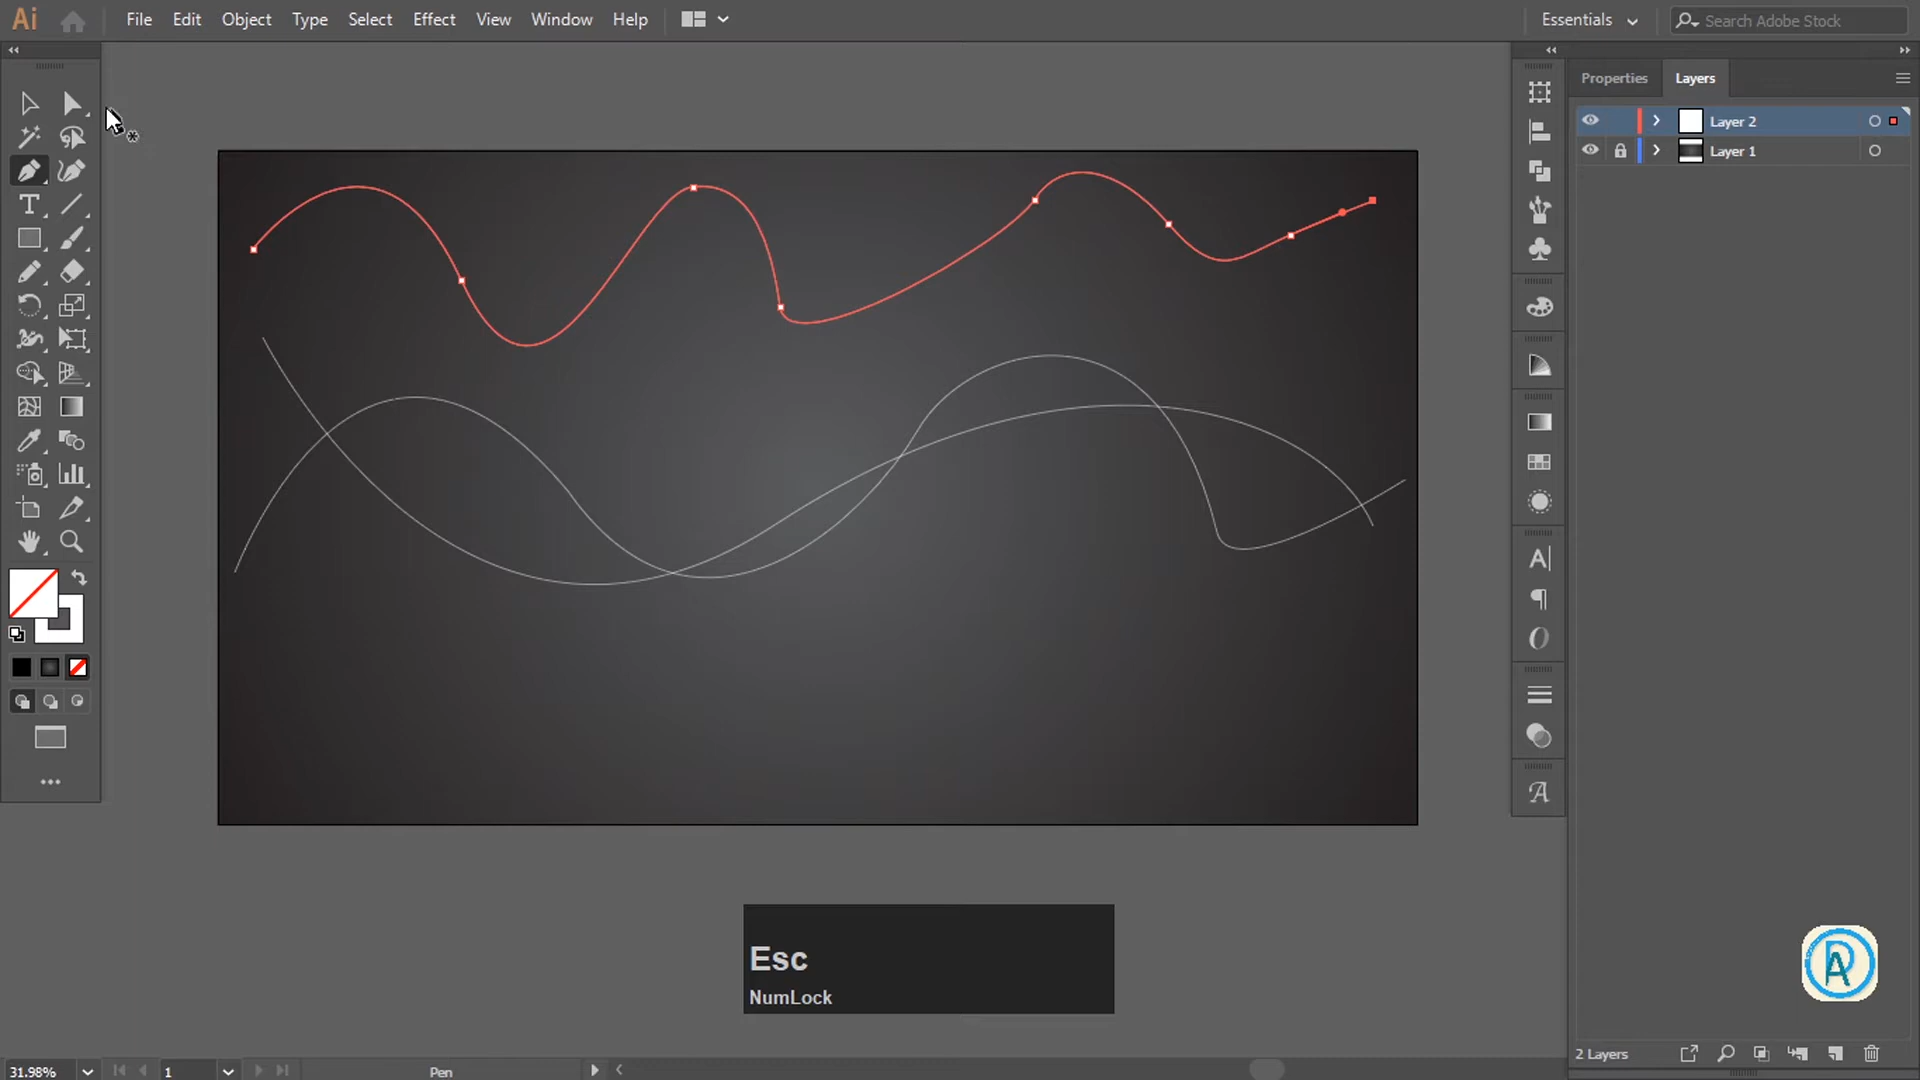 Ai File Edit Object Type Select Effect View Window Help Essentials Search Adobe Stock
Properties Layers
Layer 2
Layer 1
Esc
NumLock
2 Layers
31.98% 1 Pen